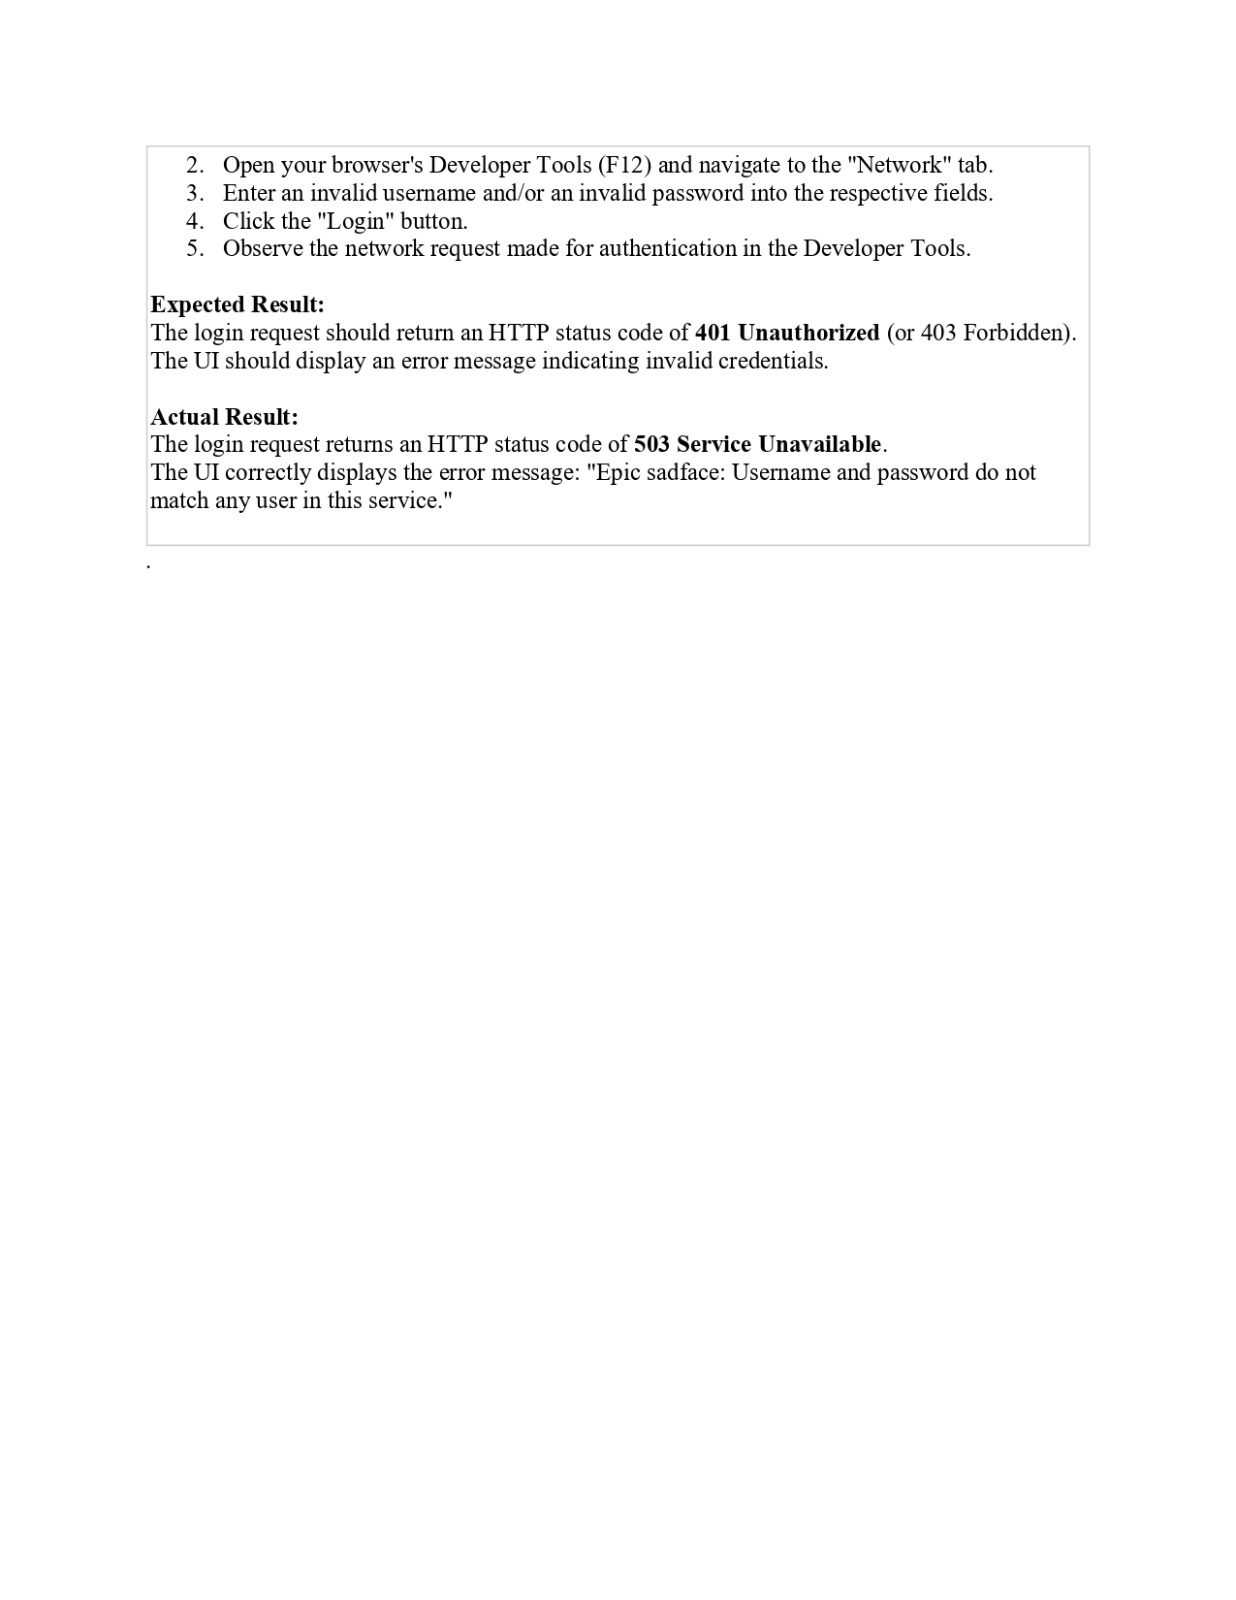 2. Open your browser's Developer Tools (F12) and navigate to the "Network" tab.
3. Enter an invalid username and/or an invalid password into the respective fields.
4. Click the "Login" button.
5. Observe the network request made for authentication in the Developer Tools.
Expected Result:
The login request should return an HTTP status code of 401 Unauthorized (or 403 Forbidden).
The UI should display an error message indicating invalid credentials.
Actual Result:
The login request returns an HTTP status code of 503 Service Unavailable.
The UI correctly displays the error message: "Epic sadface: Username and password do not
match any user in this service."
.